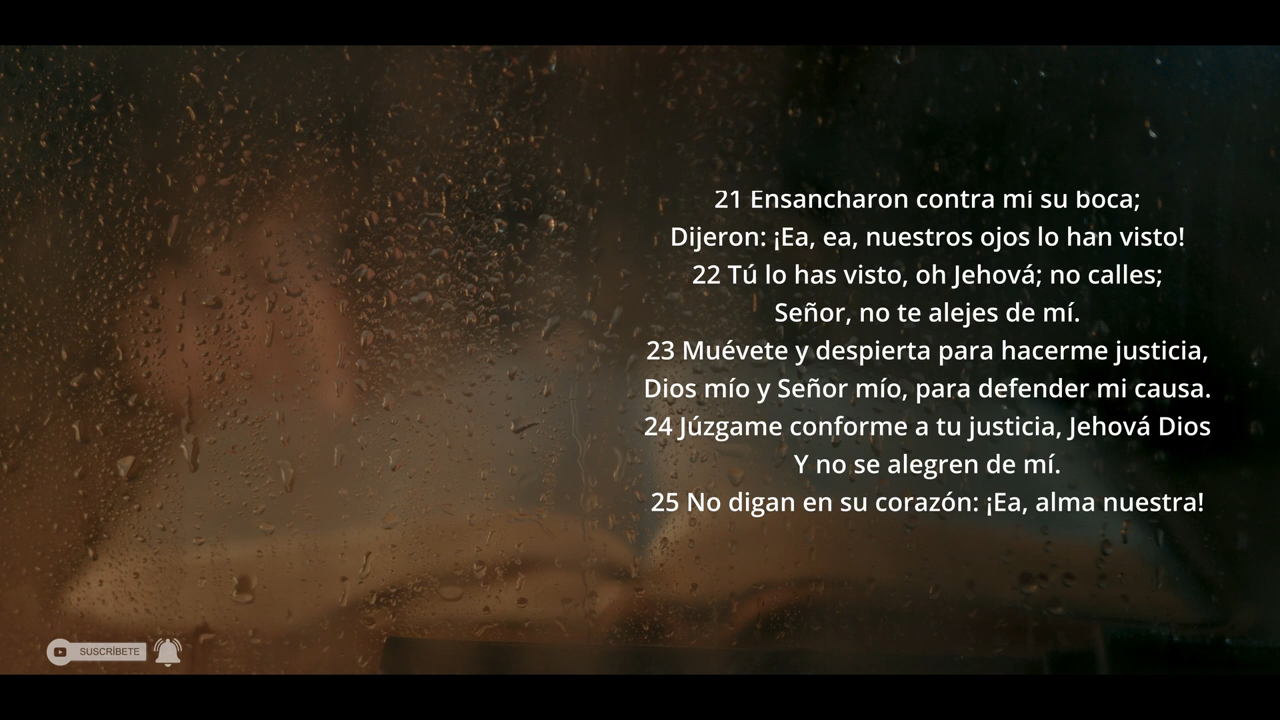 21 Ensancharon contra mí su boca;
Dijeron: ¡Ea, ea, nuestros ojos lo han visto!
22 Tú lo has visto, oh Jehová; no calles;
Señor, no te alejes de mí.
23 Muévete y despierta para hacerme justicia,
Dios mío y Señor mío, para defender mi causa.
24 Júzgame conforme a tu justicia, Jehová Dios
Y no se alegren de mí.
25 No digan en su corazón: ¡Ea, alma nuestra!
SUSCRÍBETE